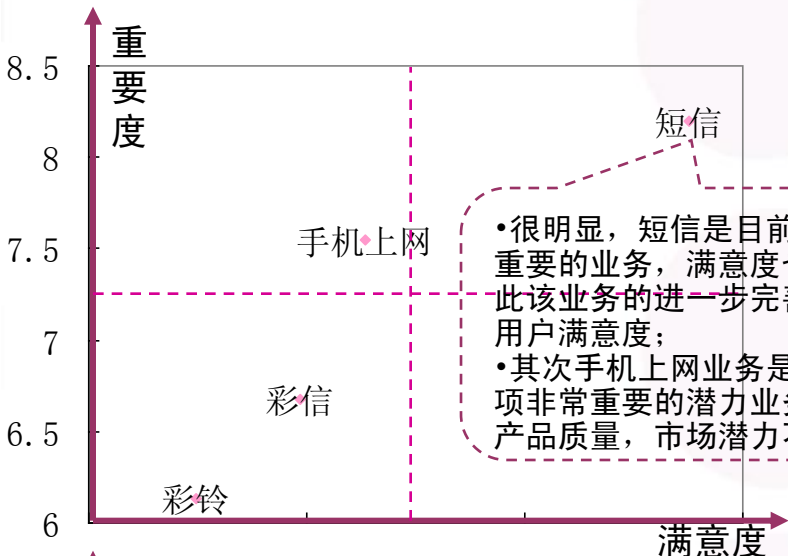 重
要
度
8.5
短信
8
手机上网
7.5
•很明显，短信是目前
重要的业务，满意度
此该业务的进一步完
用户满意度；
•其次手机上网业务是
项非常重要的潜力业
产品质量，市场潜力
7
彩信
6.5
彩铃
6
满意度